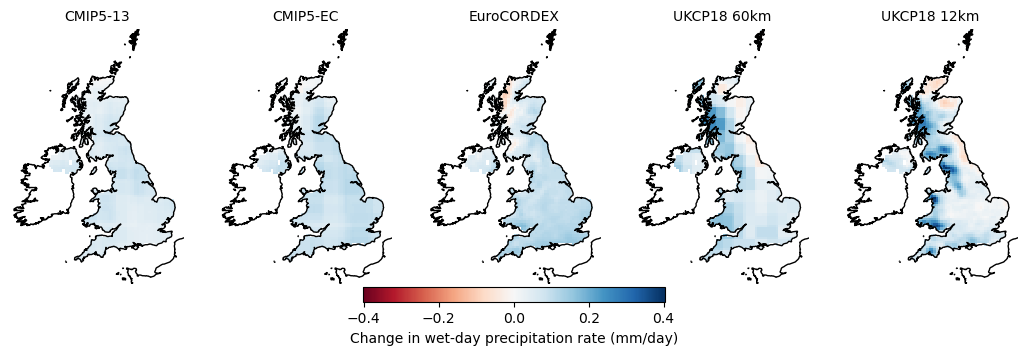 CMIP5-13 CMIP5-EC EuroCORDEX UKCP18 60km UKCP18 12km
−0.4 −0.2 0.0 0.2 0.4
Change in wet-day precipitation rate (mm/day)